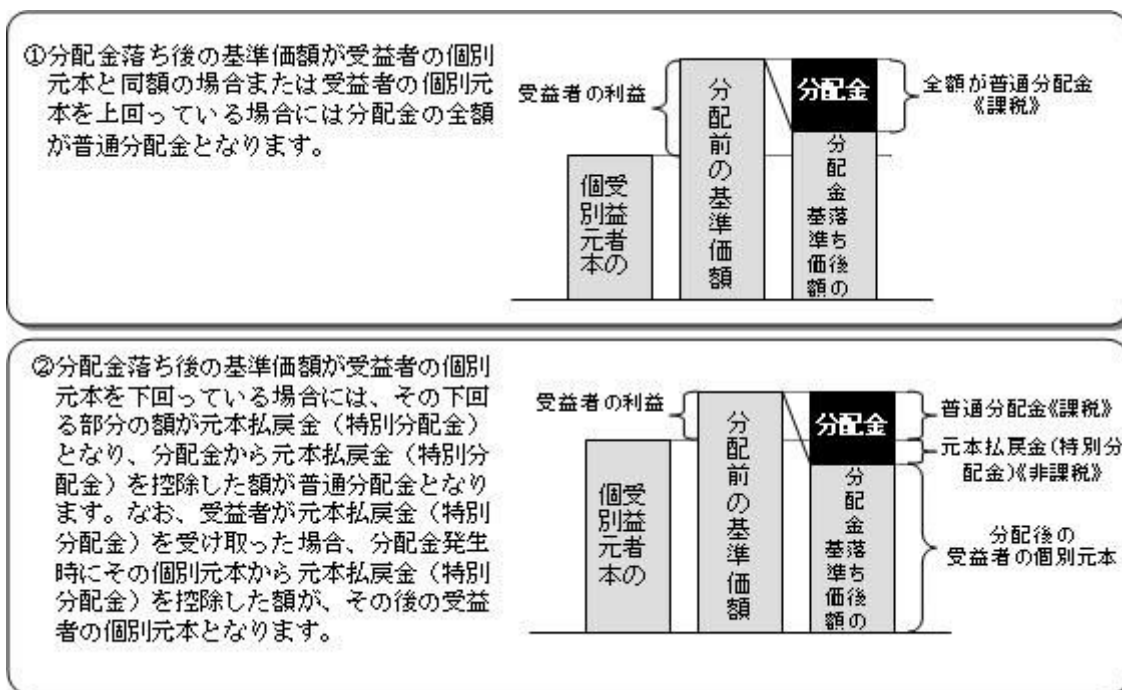 ①分配金落ち後の基準価額が受益者の個別
元本と同額の場合または受益者の個別元
本を上回っている場合には分配金の全額
が普通分配金となります。
受益者の利益
受益者の
個別元本
分配前の基準価額
分配金
分配金落ち後の
基準価額
全額が普通分配金
《課税》
②分配金落ち後の基準価額が受益者の個別
元本を下回っている場合には、その下回
る部分の額が元本払戻金（特別分配金）
となり、分配金から元本払戻金（特別分
配金）を控除した額が普通分配金となり
ます。なお、受益者が元本払戻金（特別
分配金）を受け取った場合、分配金発生
時にその個別元本から元本払戻金（特別
分配金）を控除した額が、その後の受益
者の個別元本となります。
受益者の利益
受益者の
個別元本
分配前の基準価額
分配金
分配金落ち後の
基準価額
普通分配金《課税》
元本払戻金(特別分
配金)《非課税》
分配後の
受益者の個別元本